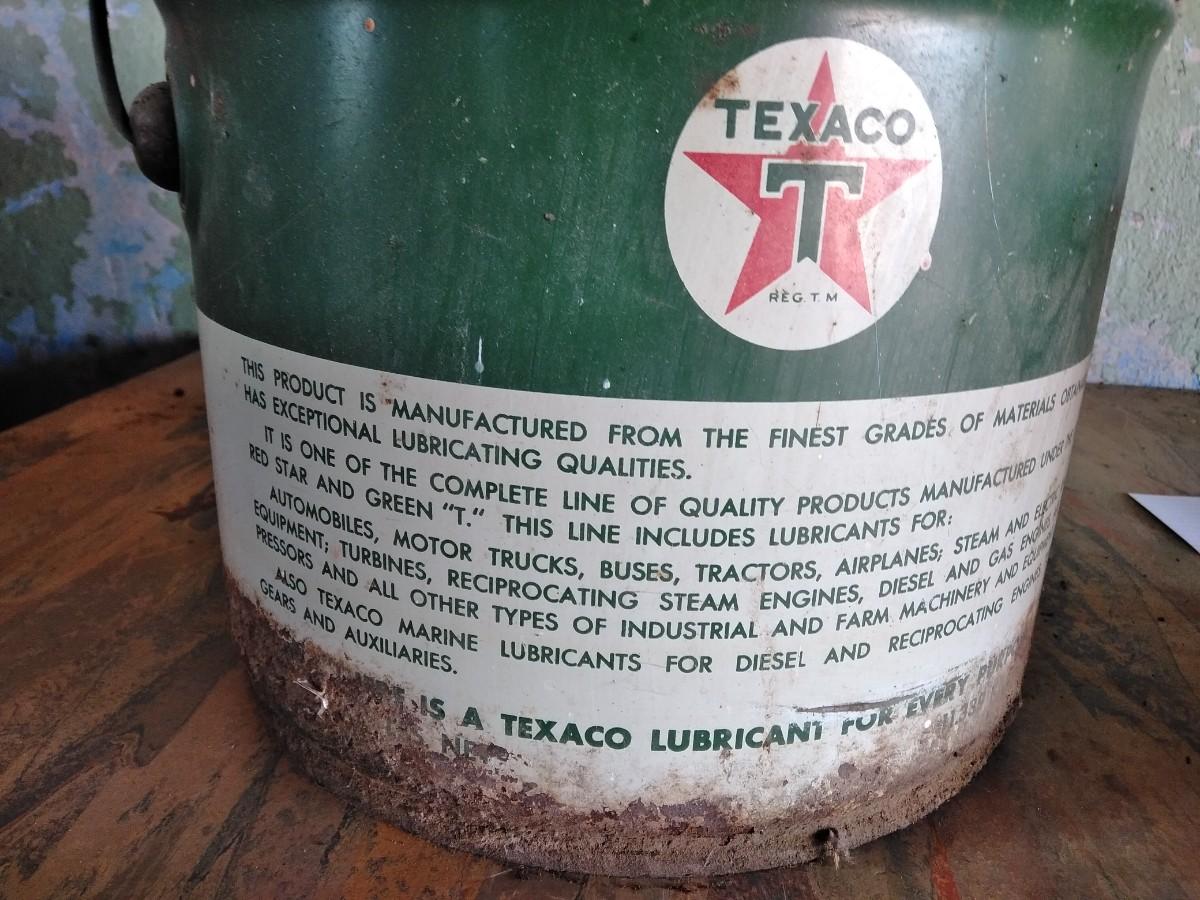 TEXACO
T
REG. T. M
THIS PRODUCT IS MANUFACTURED FROM THE FINEST GRADES OF MATERIALS
HAS EXCEPTIONAL LUBRICATING QUALITIES.
IT IS ONE OF THE COMPLETE LINE OF QUALITY PRODUCTS MANUFACTURED UNDER
RED STAR AND GREEN "T." THIS LINE INCLUDES LUBRICANTS FOR:
AUTOMOBILES, MOTOR TRUCKS, BUSES, TRACTORS, AIRPLANES; STEAM AND
EQUIPMENT; TURBINES, RECIPROCATING STEAM ENGINES, DIESEL AND GAS
PRESSORS AND ALL OTHER TYPES OF INDUSTRIAL AND FARM MACHINERY AND
ALSO TEXACO MARINE LUBRICANTS FOR DIESEL AND RECIPROCATING
GEARS AND AUXILIARIES.
IS A TEXACO LUBRICANT FOR EVERY